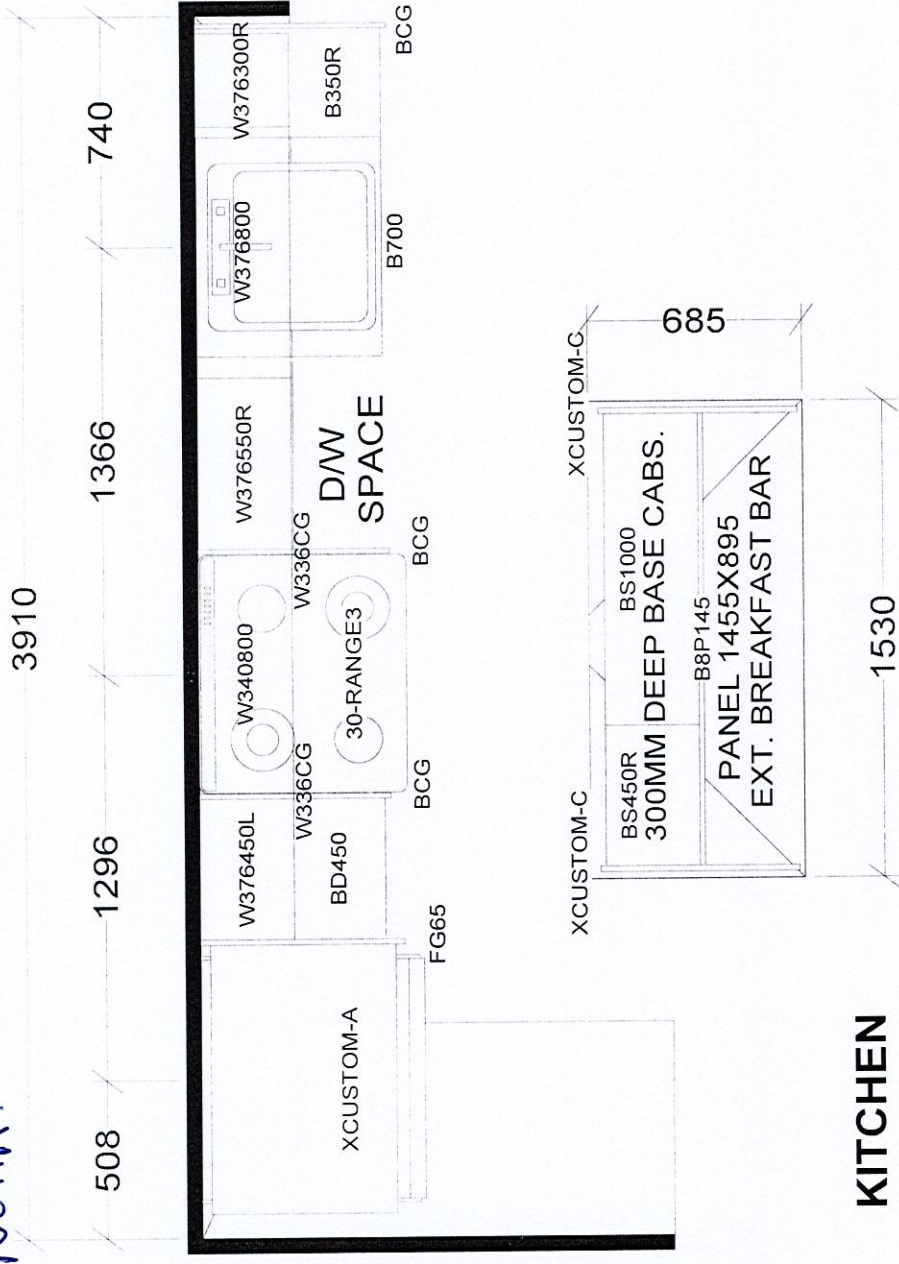 3910
508 1296 1366 740
W376450L W340800 W376550R W376800 W376300R
W336CG W336CG
XCUSTOM-A BD450 30-RANGE3 D/W B350R
SPACE
FG65 BCG BCG B700 BCG
XCUSTOM-C XCUSTOM-C
BS450R BS1000
300MM DEEP BASE CABS.
685
B8P145
PANEL 1455X895
EXT. BREAKFAST BAR
1530
KITCHEN